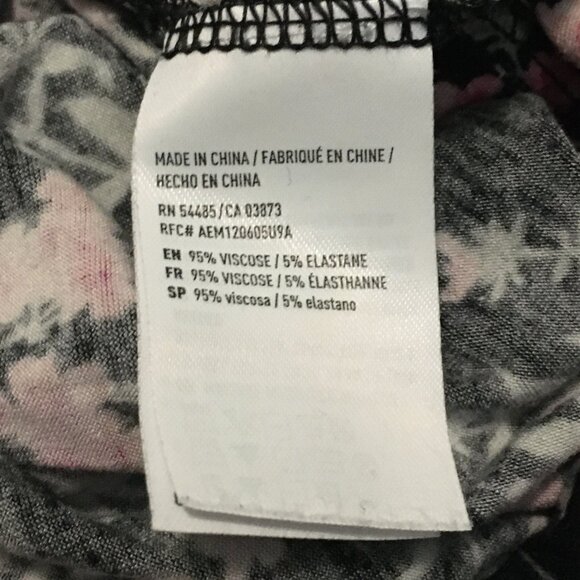 MADE IN CHINA / FABRIQUÉ EN CHINE /
HECHO EN CHINA
RN 54485/CA 03873
RFC# AEM120605U9A
EN 95% VISCOSE / 5% ELASTANE
FR 95% VISCOSE / 5% ÉLASTHANNE
SP 95% viscosa / 5% elastano